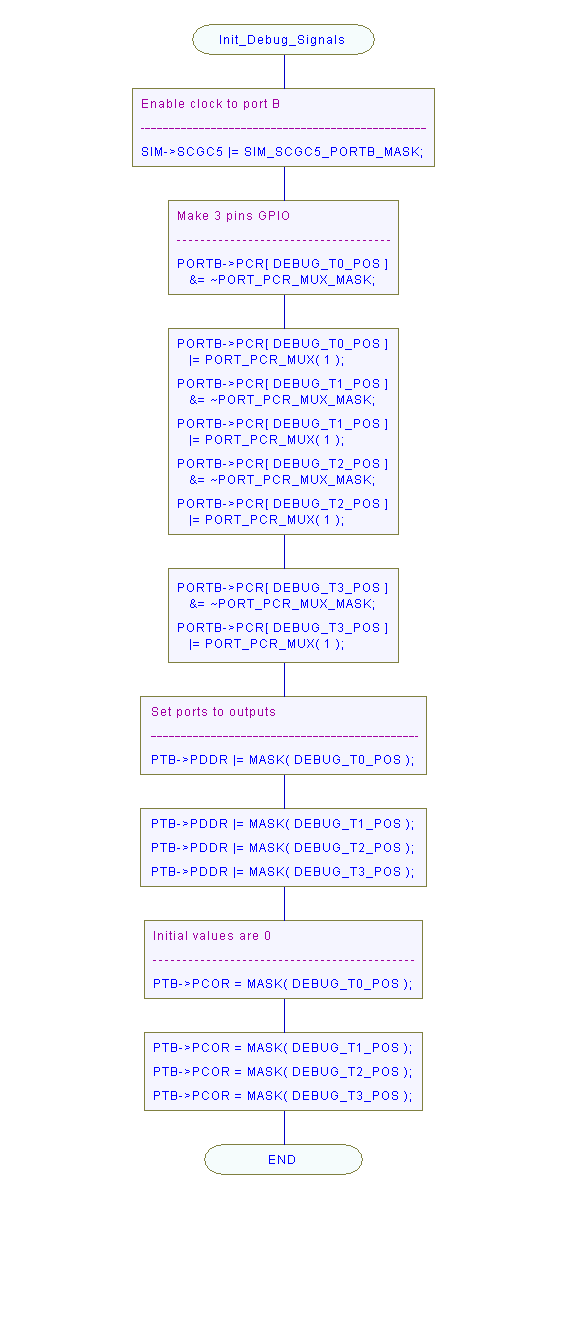 Init_Debug_Signals
Enable clock to port B
SIM->SCGC5 |= SIM_SCGC5_PORTB_MASK;
Make 3 pins GPIO
PORTB->PCR[ DEBUG_T0_POS ]
&= ~PORT_PCR_MUX_MASK;
PORTB->PCR[ DEBUG_T0_POS ]
|= PORT_PCR_MUX( 1 );
PORTB->PCR[ DEBUG_T1_POS ]
&= ~PORT_PCR_MUX_MASK;
PORTB->PCR[ DEBUG_T1_POS ]
|= PORT_PCR_MUX( 1 );
PORTB->PCR[ DEBUG_T2_POS ]
&= ~PORT_PCR_MUX_MASK;
PORTB->PCR[ DEBUG_T2_POS ]
|= PORT_PCR_MUX( 1 );
PORTB->PCR[ DEBUG_T3_POS ]
&= ~PORT_PCR_MUX_MASK;
PORTB->PCR[ DEBUG_T3_POS ]
|= PORT_PCR_MUX( 1 );
Set ports to outputs
PTB->PDDR |= MASK( DEBUG_T0_POS );
PTB->PDDR |= MASK( DEBUG_T1_POS );
PTB->PDDR |= MASK( DEBUG_T2_POS );
PTB->PDDR |= MASK( DEBUG_T3_POS );
Initial values are 0
PTB->PCOR = MASK( DEBUG_T0_POS );
PTB->PCOR = MASK( DEBUG_T1_POS );
PTB->PCOR = MASK( DEBUG_T2_POS );
PTB->PCOR = MASK( DEBUG_T3_POS );
END